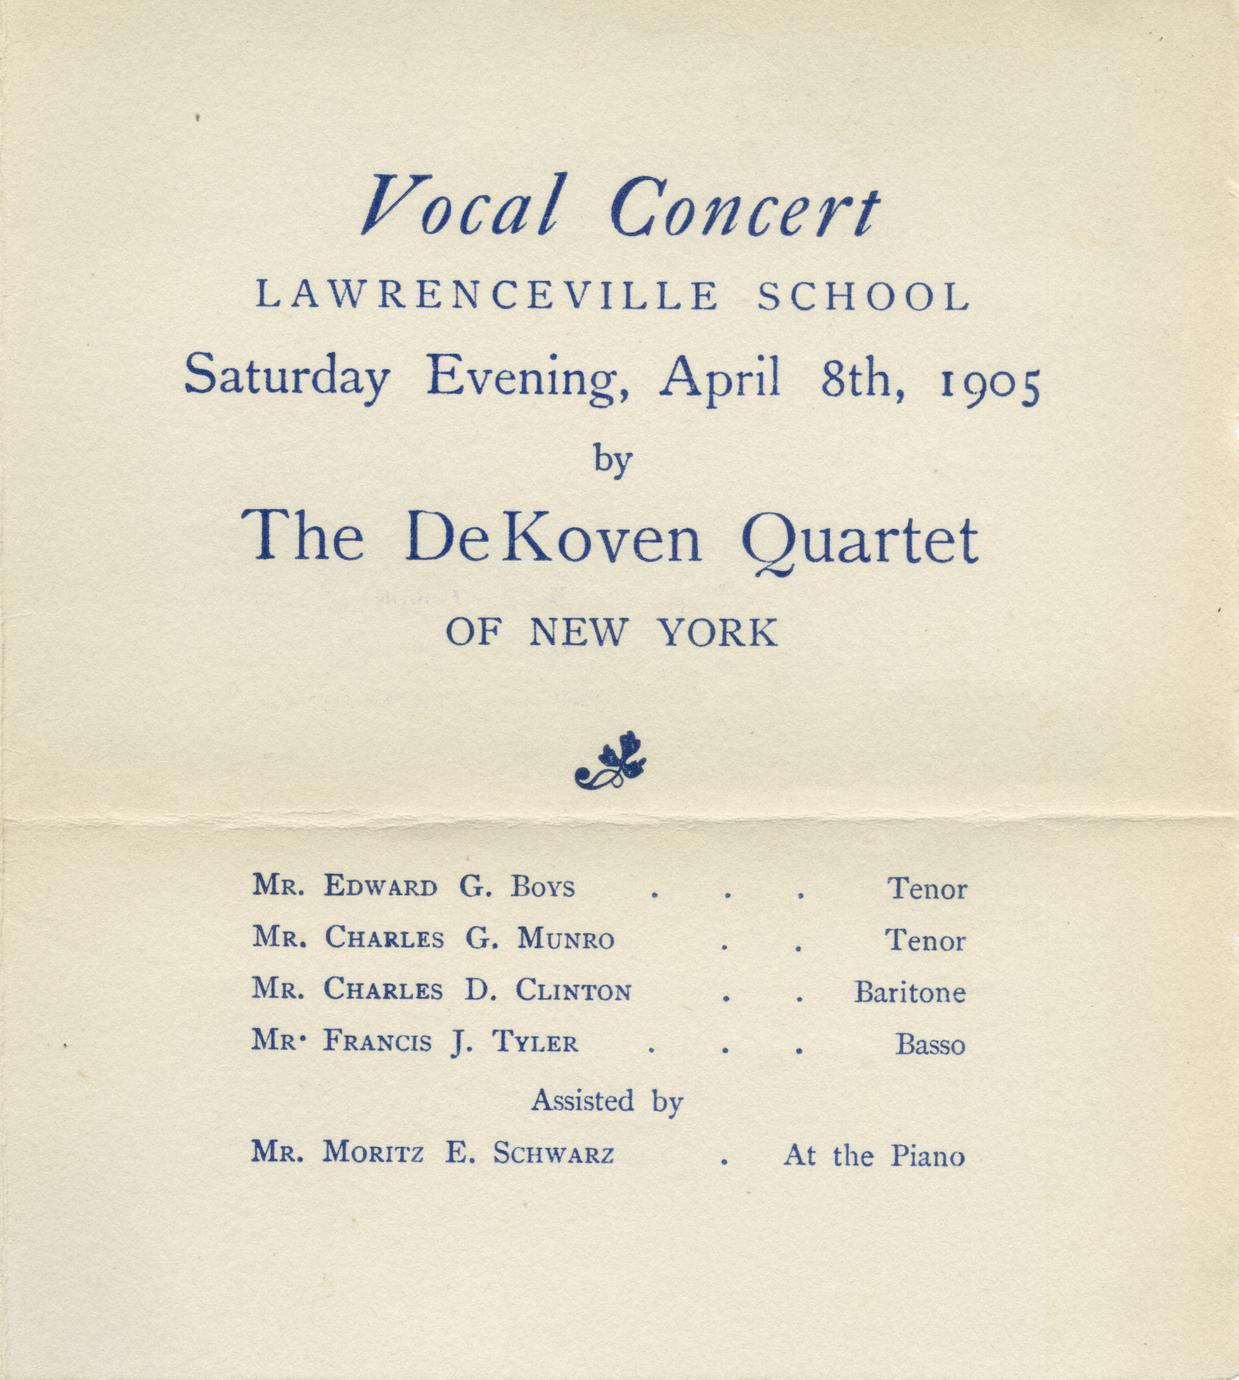 Vocal Concert
LAWRENCEVILLE SCHOOL
Saturday Evening, April 8th, 1905
by
The DeKoven Quartet
OF NEW YORK
MR. EDWARD G. BOYS . . . Tenor
MR. CHARLES G. MUNRO . . Tenor
MR. CHARLES D. CLINTON . . Baritone
MR· FRANCIS J. TYLER . . . Basso
Assisted by
MR. MORITZ E. SCHWARZ . At the Piano